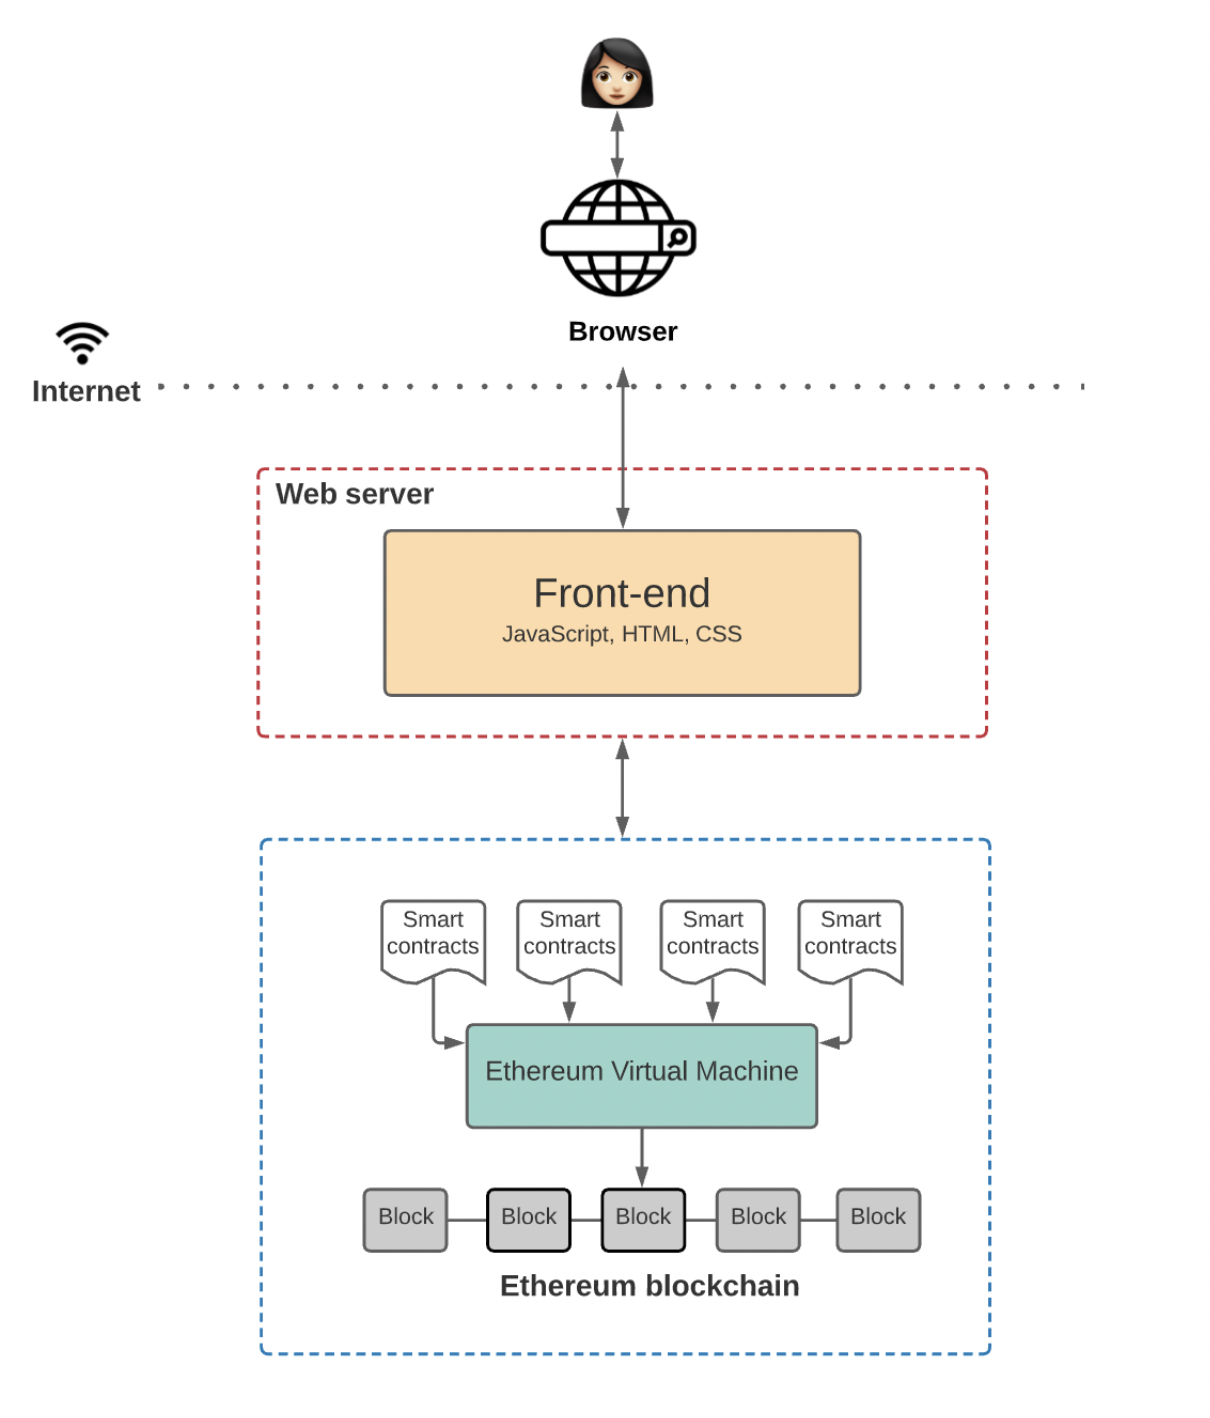 Browser
Internet
Web server
Front-end
JavaScript, HTML, CSS
Smart
contracts
Smart
contracts
Smart
contracts
Smart
contracts
Ethereum Virtual Machine
Block
Block
Block
Block
Block
Ethereum blockchain